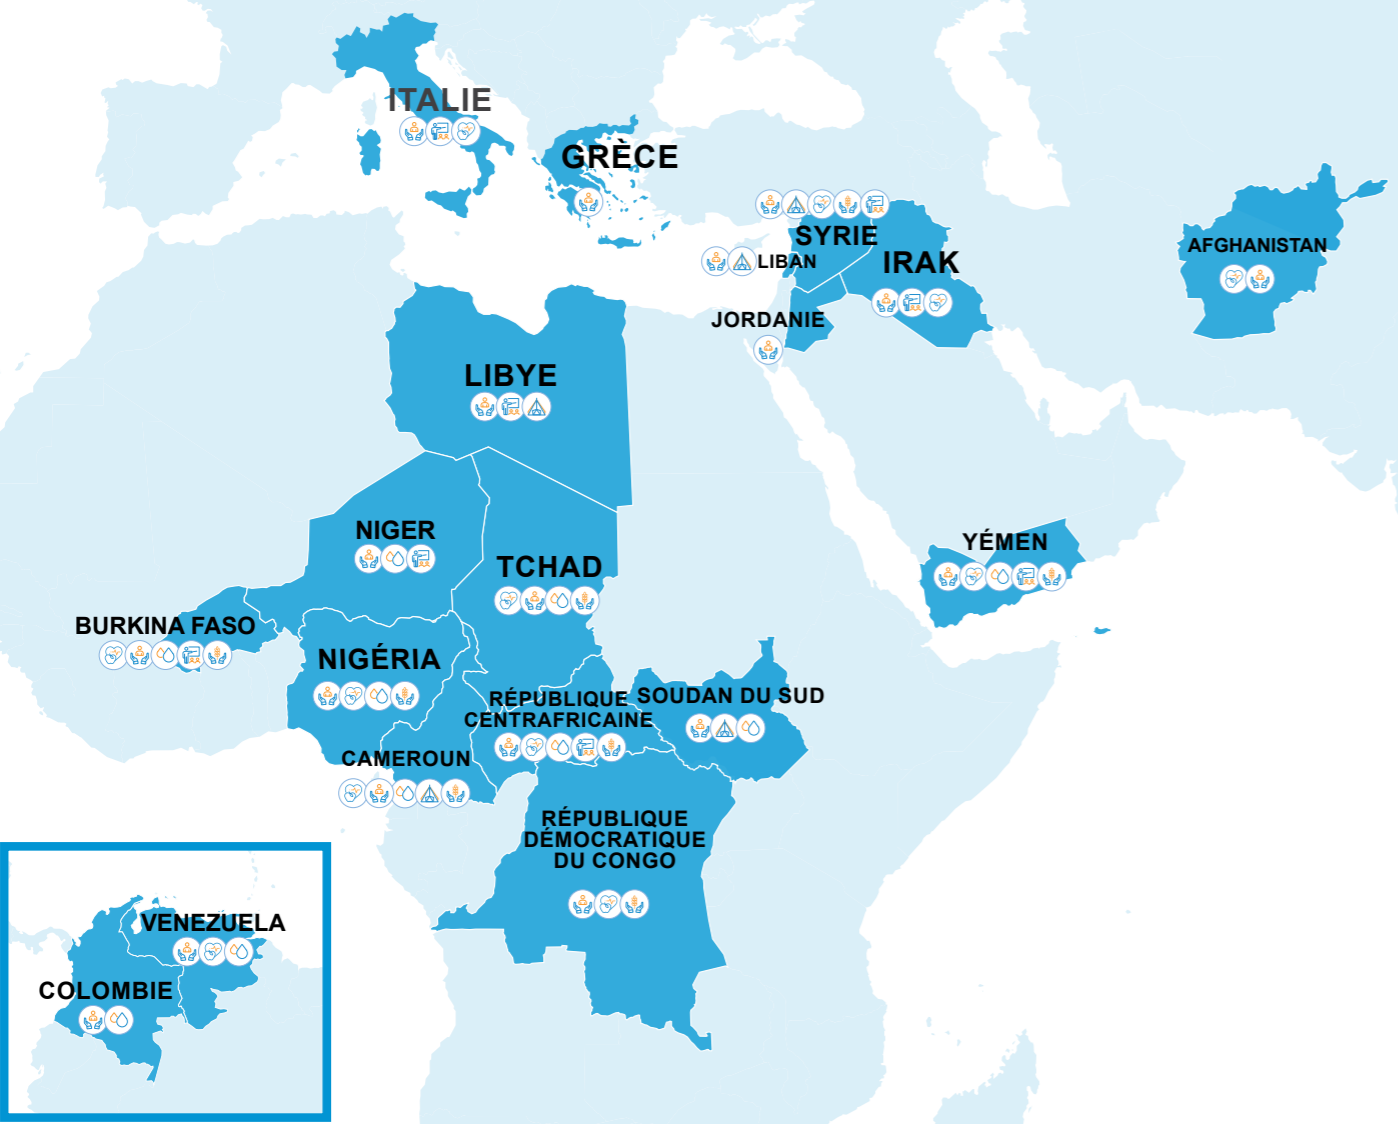 ITALIE
GRÈCE
SYRIE
AFGHANISTAN
LIBAN
IRAK
JORDANIE
LIBYE
NIGER
YÉMEN
TCHAD
BURKINA FASO
NIGÉRIA
RÉPUBLIQUE
CENTRAFRICAINE
SOUDAN DU SUD
CAMEROUN
RÉPUBLIQUE
DÉMOCRATIQUE
DU CONGO
VENEZUELA
COLOMBIE